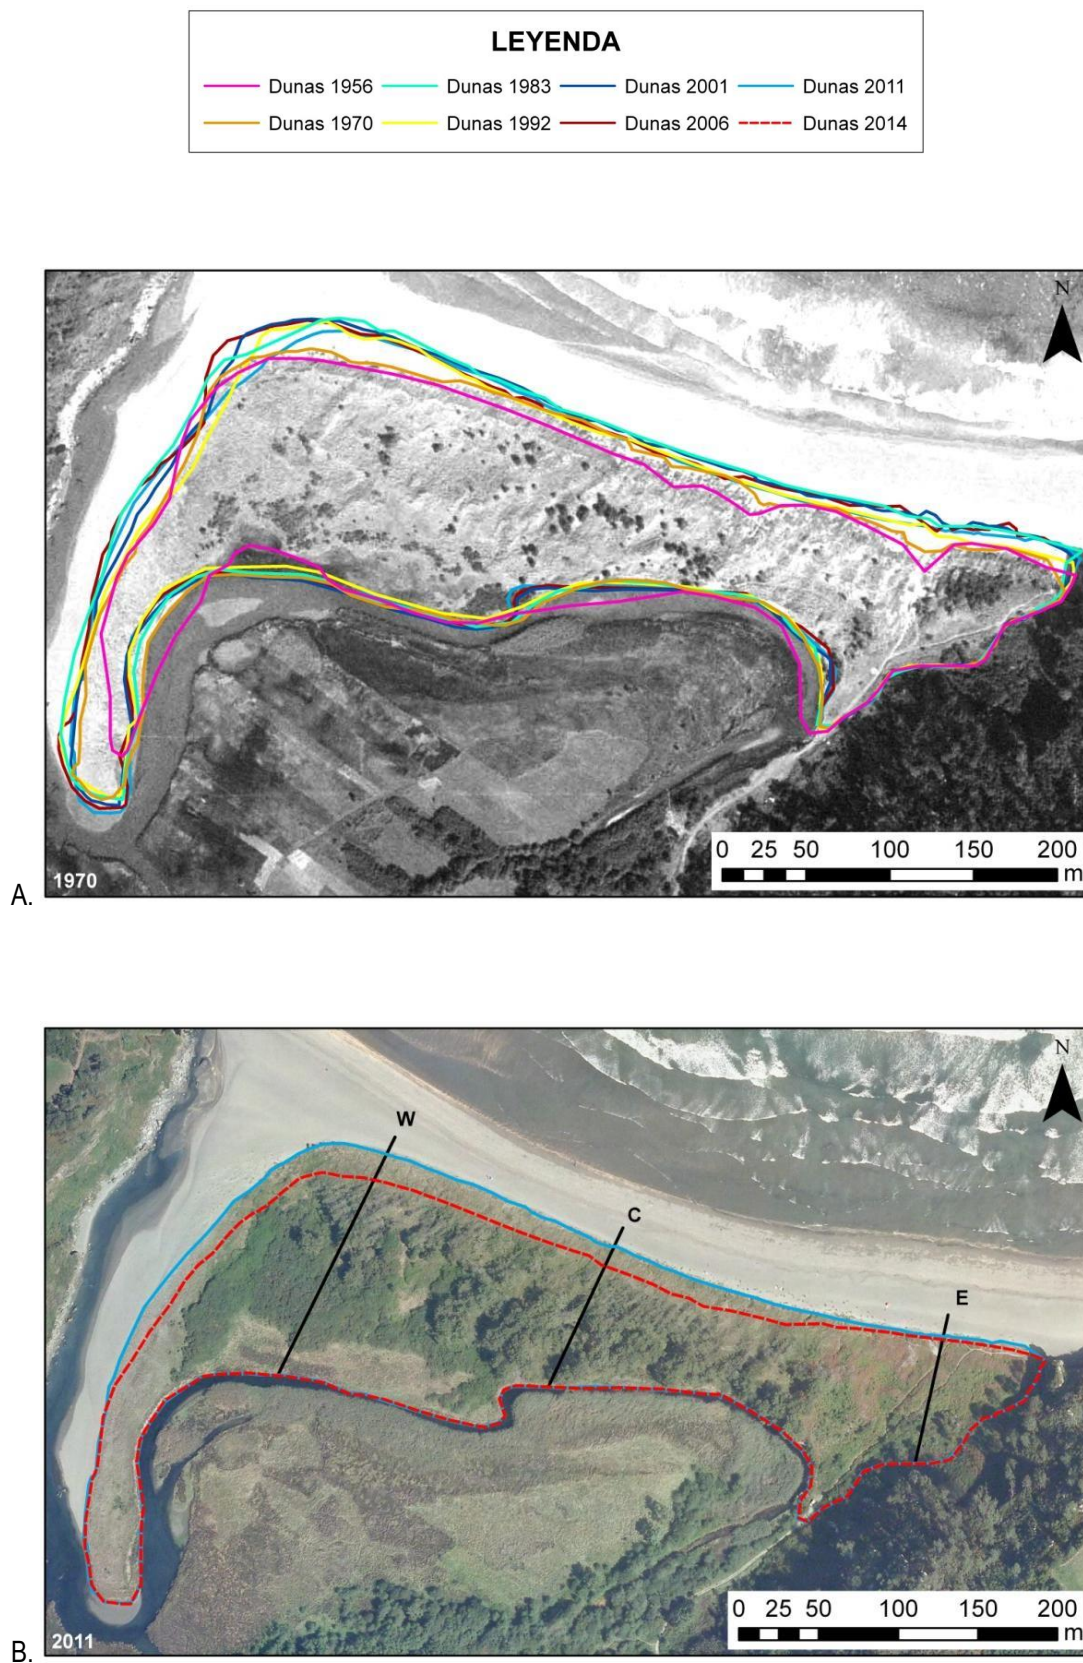 LEYENDA
Dunas 1956 Dunas 1983 Dunas 2001 Dunas 2011
Dunas 1970 Dunas 1992 Dunas 2006 Dunas 2014
N
0 25 50 100 150 200
m
1970
A.
N
W
C
E
0 25 50 100 150 200
m
2011
B.